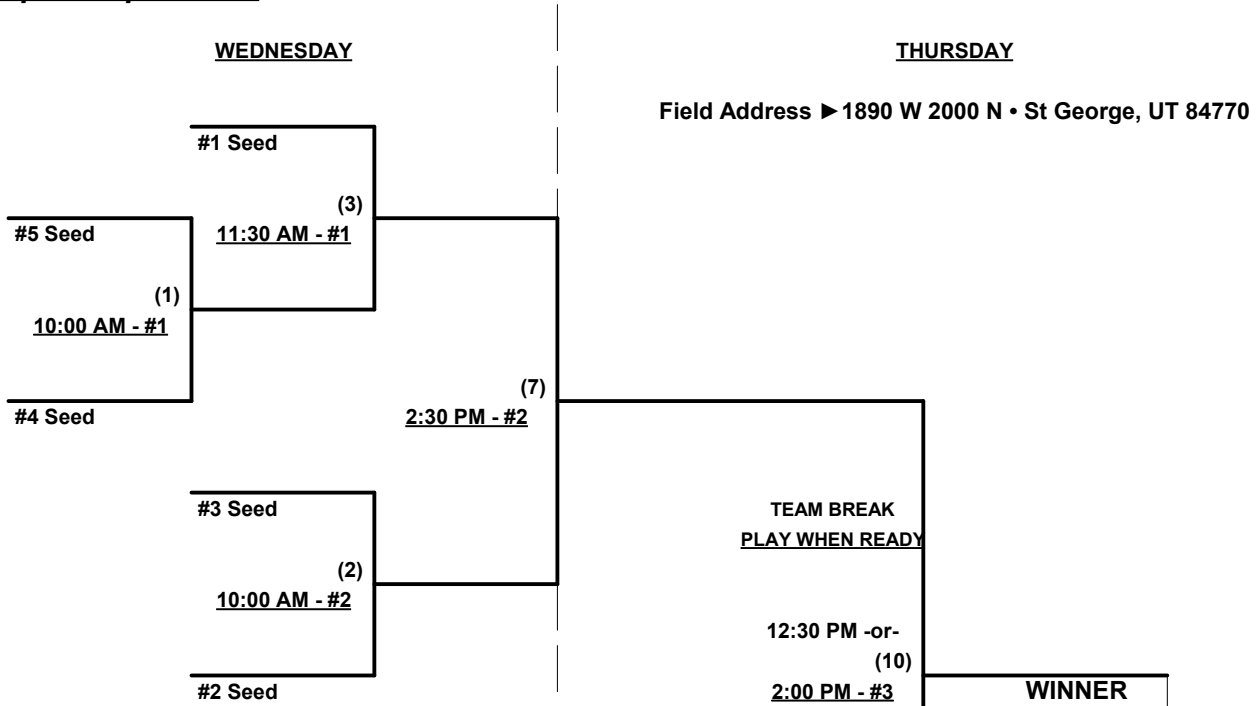 WEDNESDAY
THURSDAY
Field Address ►1890 W 2000 N • St George, UT 84770
#1 Seed
(3)
#5 Seed
11:30 AM - #1
(1)
10:00 AM - #1
(7)
#4 Seed
2:30 PM - #2
#3 Seed
TEAM BREAK
PLAY WHEN READY
(2)
10:00 AM - #2
12:30 PM -or-
(10)
#2 Seed
2:00 PM - #3
WINNER